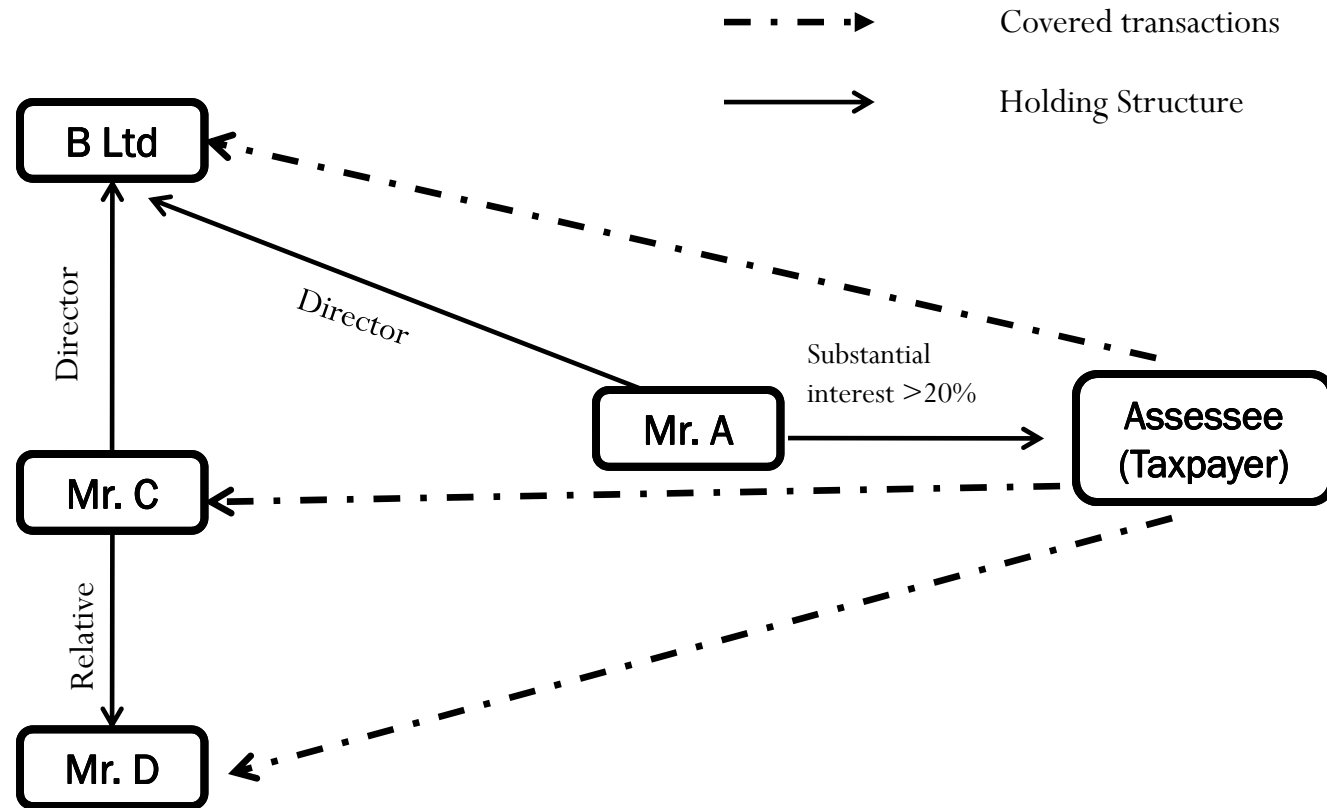 Covered transactions
Holding Structure
B Ltd
Director
Director
Substantial
interest >20%
Mr. A
Assessee
(Taxpayer)
Mr. C
Relative
Mr. D